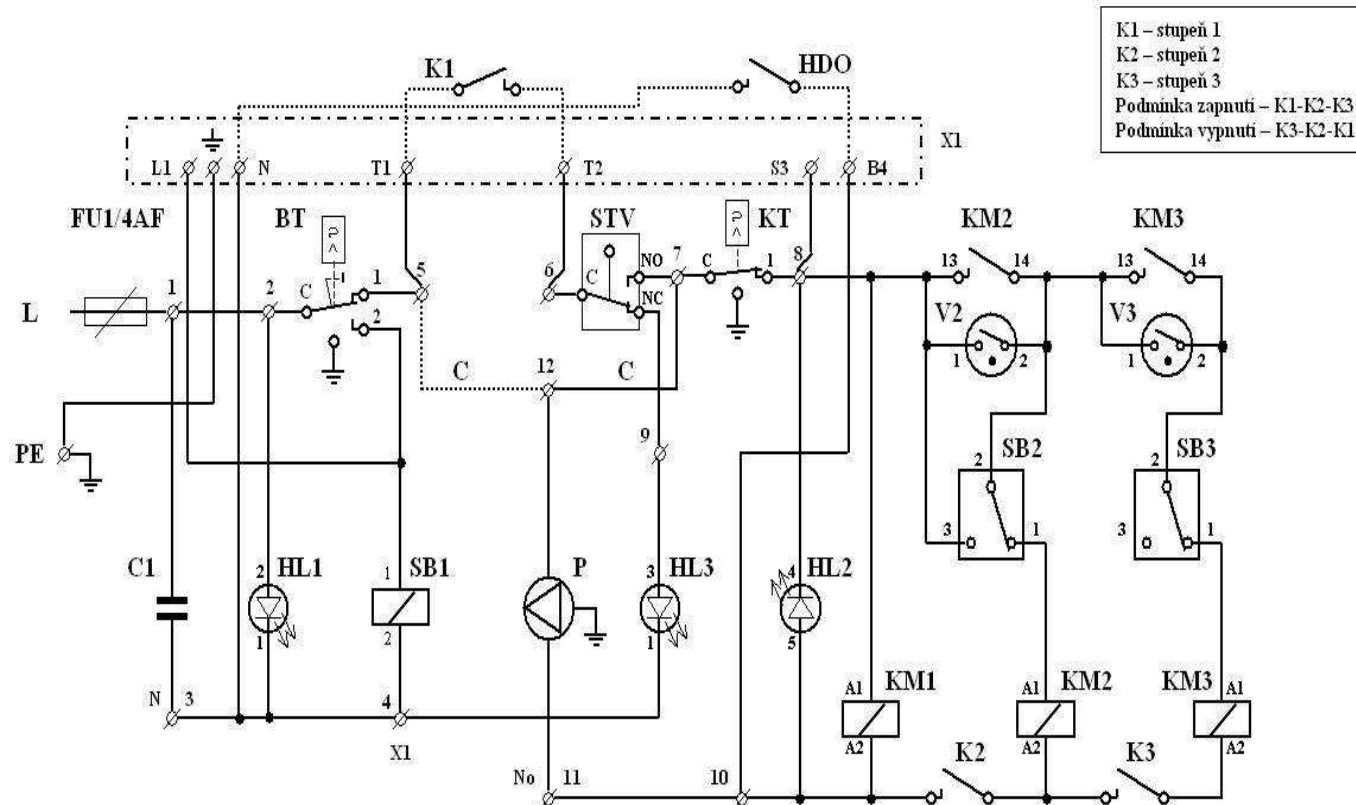 K1 – stupeň 1
K2 – stupeň 2
K3 – stupeň 3
Podmínka zapnutí – K1-K2-K3
Podmínka vypnutí – K3-K2-K1
K1
HDO
X1
L1 N T1 T2 S3 B4
FU1/4AF BT STV KT KM2 KM3
NO 7 8
13 14 13 14
1 2 C 1 5 6 C C 1
L
NC
2
V2 V3
1 2 1 2
C 12 C
PE
9
SB2 SB3
2 2
3 1 3 1
C1 2 HL1 1 SB1 P 3 HL3 4 HL2
1 2 1 5
N 3 4
X1
KM1 KM2 KM3
A1 A1 A1
A2 A2 A2
K2 K3
No 11 10